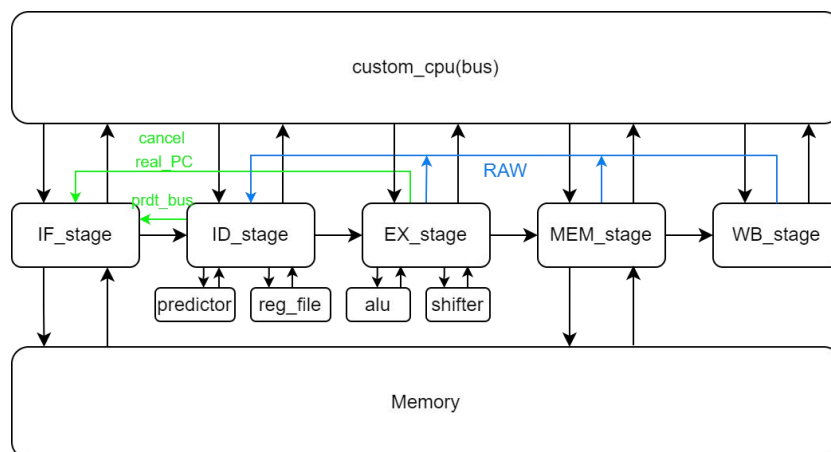 custom_cpu(bus)
cancel
real_PC
RAW
prdt_bus
IF_stage
ID_stage
EX_stage
MEM_stage
WB_stage
predictor
reg_file
alu
shifter
Memory